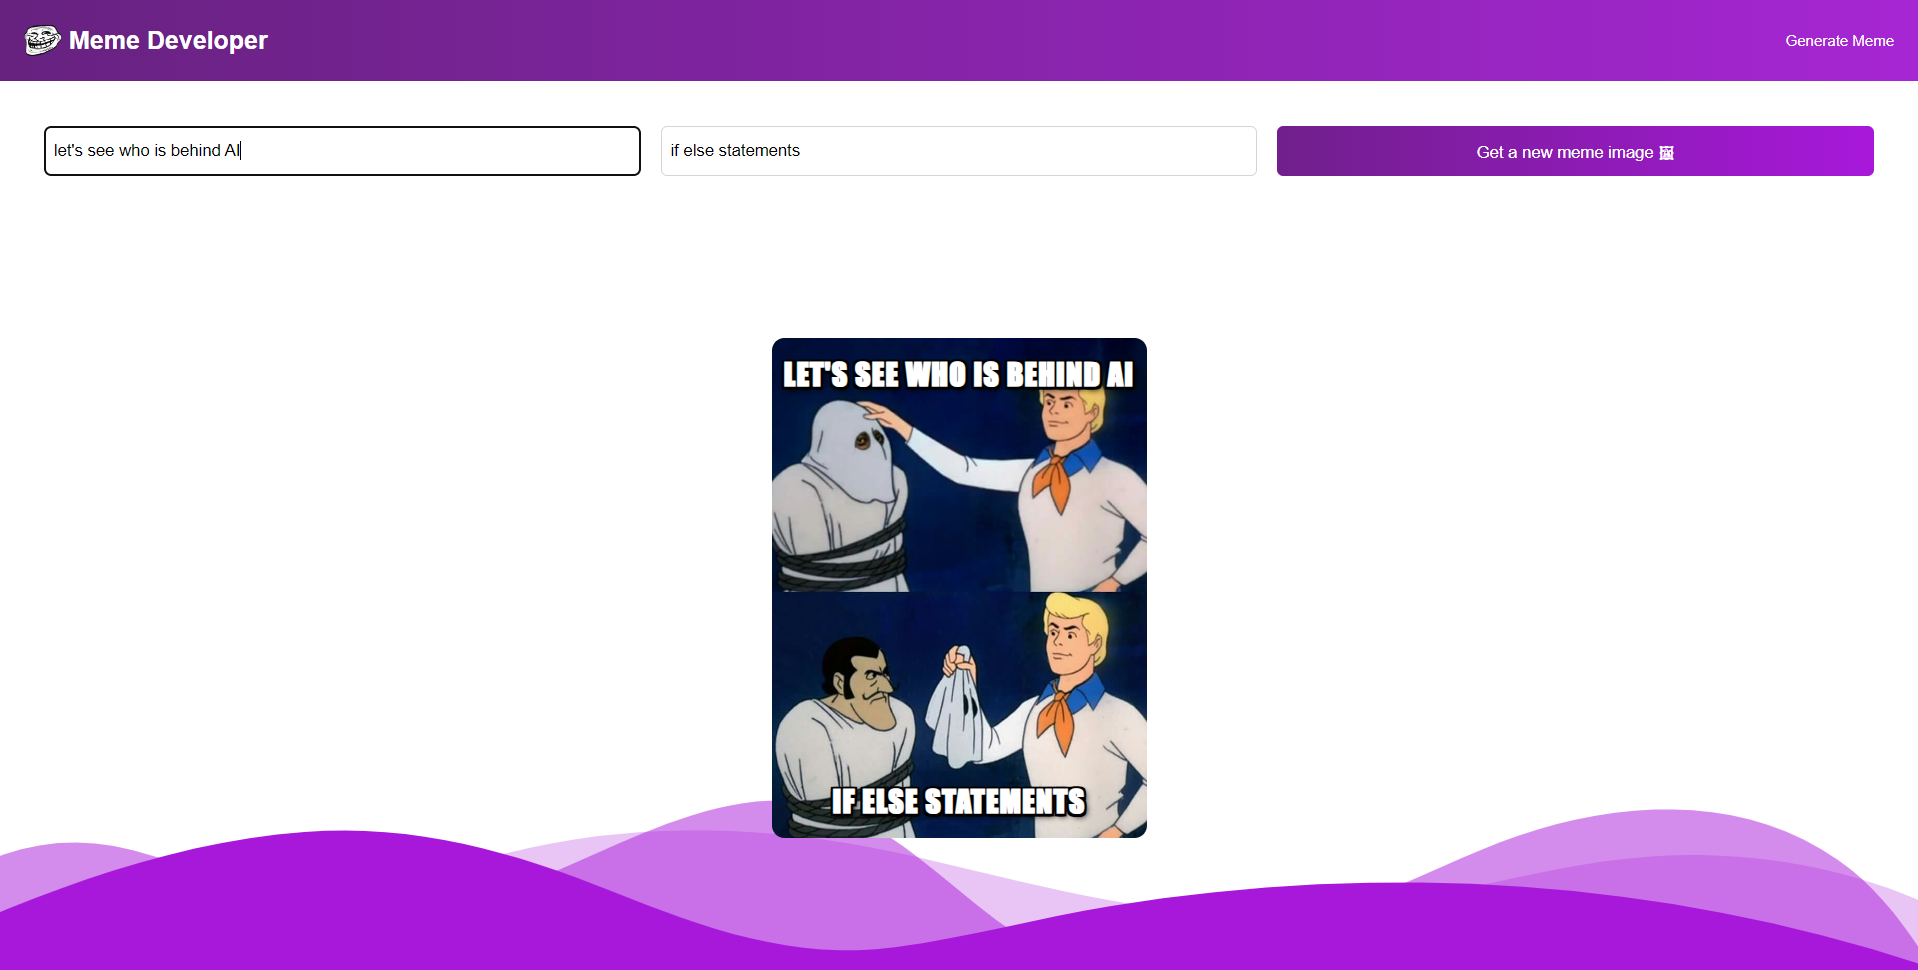 Meme Developer
Generate Meme
let's see who is behind AI
if else statements
Get a new meme image 🖼
LET'S SEE WHO IS BEHIND AI
IF ELSE STATEMENTS